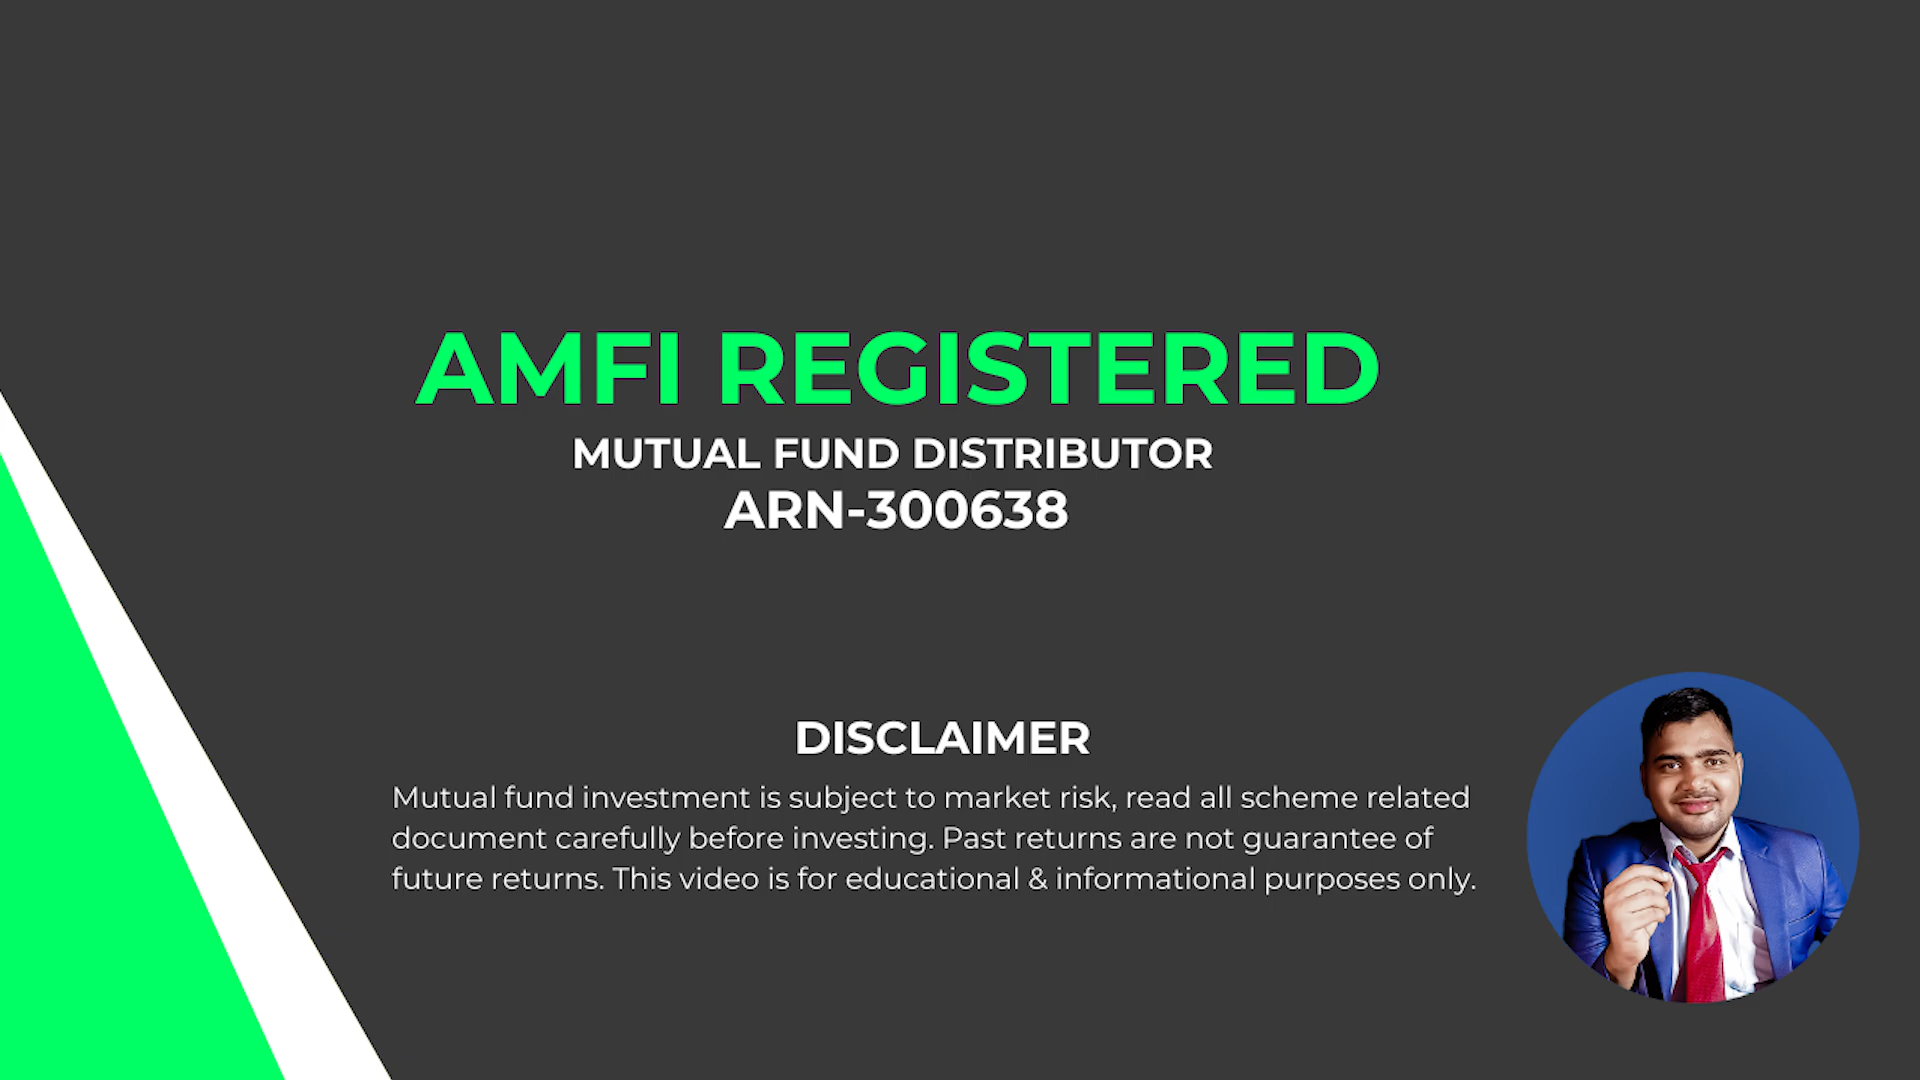 AMFI REGISTERED
MUTUAL FUND DISTRIBUTOR
ARN-300638
DISCLAIMER
Mutual fund investment is subject to market risk, read all scheme related
document carefully before investing. Past returns are not guarantee of
future returns. This video is for educational & informational purposes only.